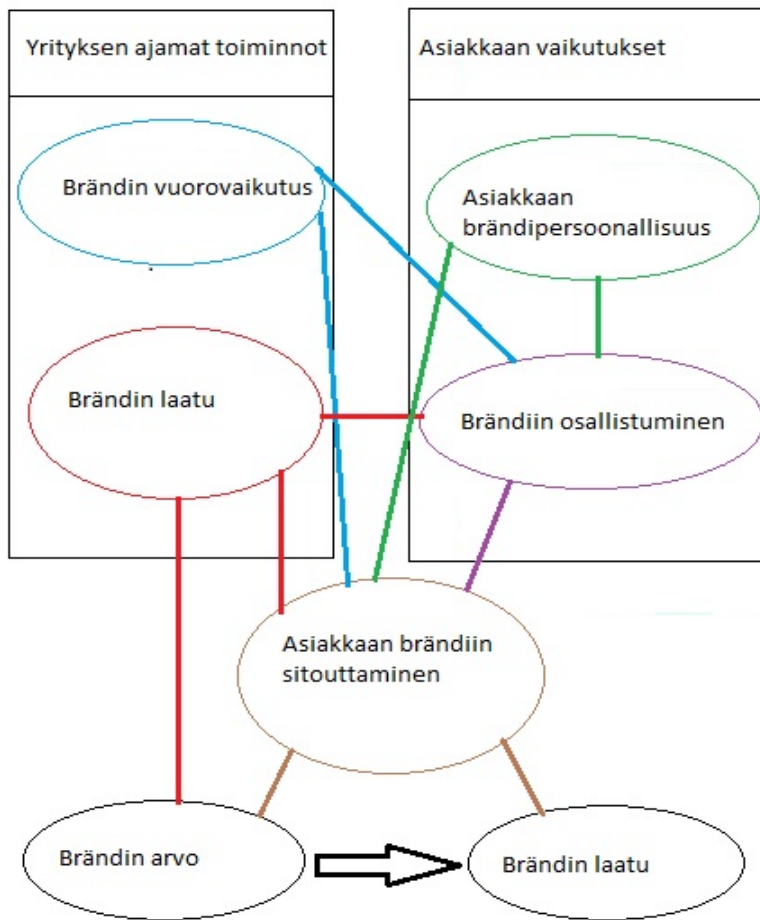 Yrityksen ajamat toiminnot
Asiakkaan vaikutukset
Brändin vuorovaikutus
Asiakkaan
brändipersoonallisuus
Brändin laatu
Brändiin osallistuminen
Asiakkaan brändiin
sitouttaminen
Brändin arvo
Brändin laatu